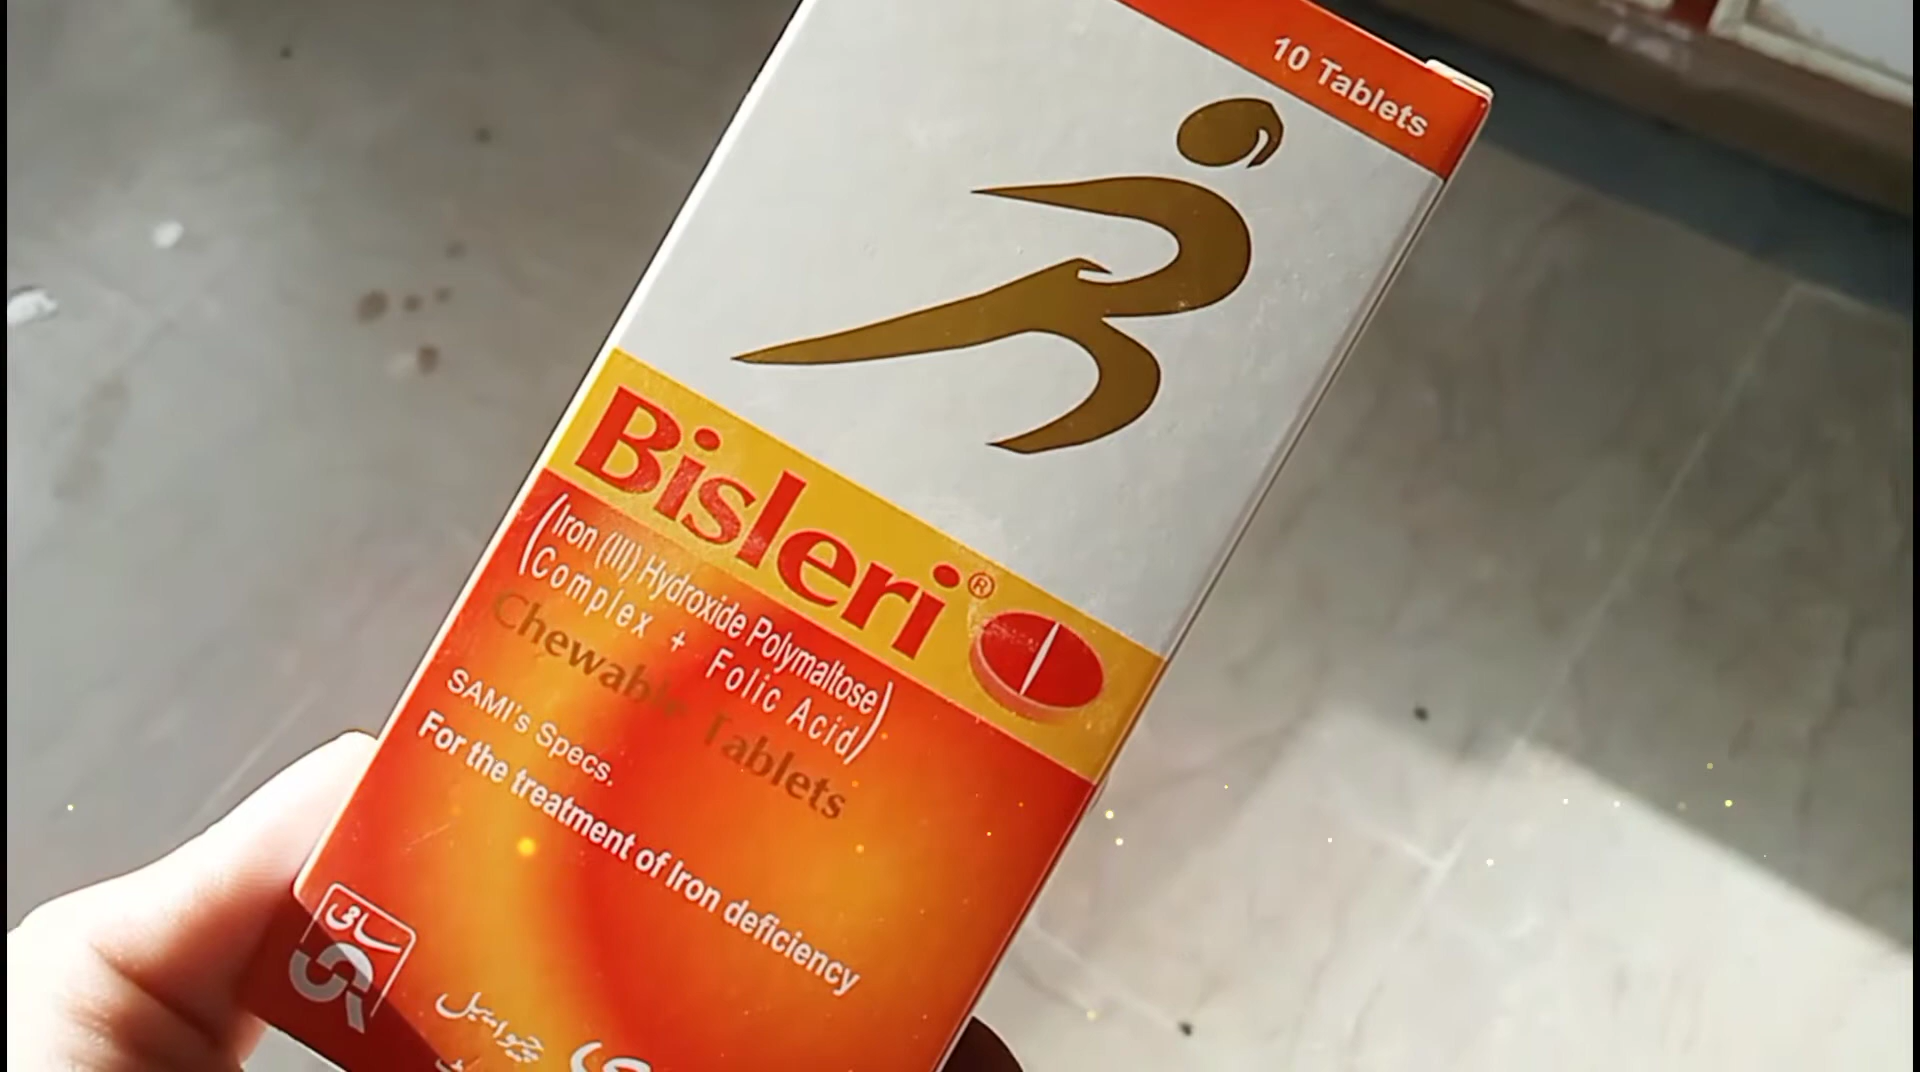 10 Tablets
Bisleri®
(Iron (III) Hydroxide Polymaltose
Complex + Folic Acid)
Chewable Tablets
SAMI's Specs.
For the treatment of Iron deficiency
سامی
چیوایبل